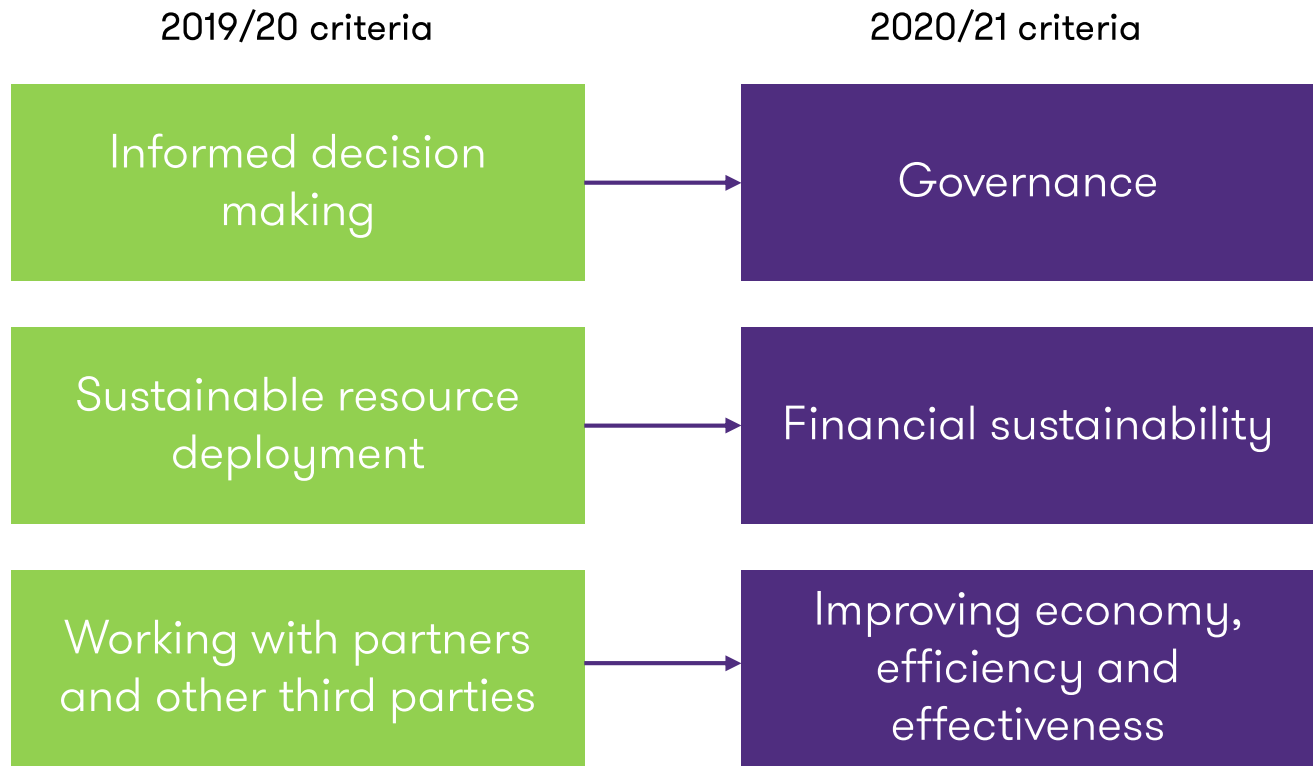 2019/20 criteria
2020/21 criteria
Informed decision
making
Governance
Sustainable resource
deployment
Financial sustainability
Working with partners
and other third parties
Improving economy,
efficiency and
effectiveness